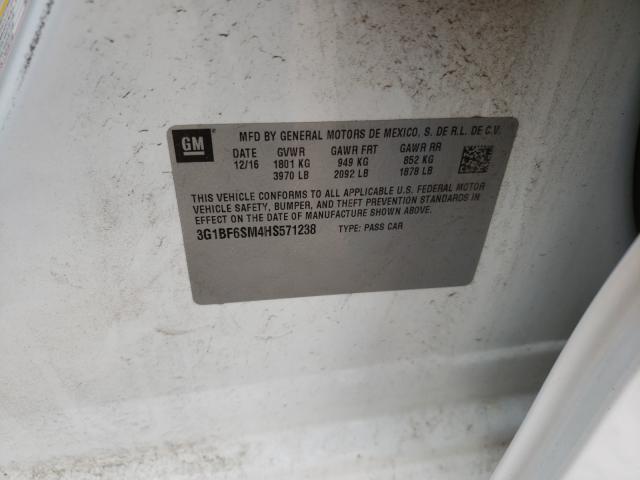 GM
MFD BY GENERAL MOTORS DE MEXICO, S. DE R.L. DE C.V.
DATE GVWR GAWR FRT GAWR RR
12/16 1801 KG 949 KG 852 KG
3970 LB 2092 LB 1878 LB
THIS VEHICLE CONFORMS TO ALL APPLICABLE U.S. FEDERAL MOTOR
VEHICLE SAFETY, BUMPER, AND THEFT PREVENTION STANDARDS IN
EFFECT ON THE DATE OF MANUFACTURE SHOWN ABOVE.
3G1BF6SM4HS571238 TYPE: PASS CAR